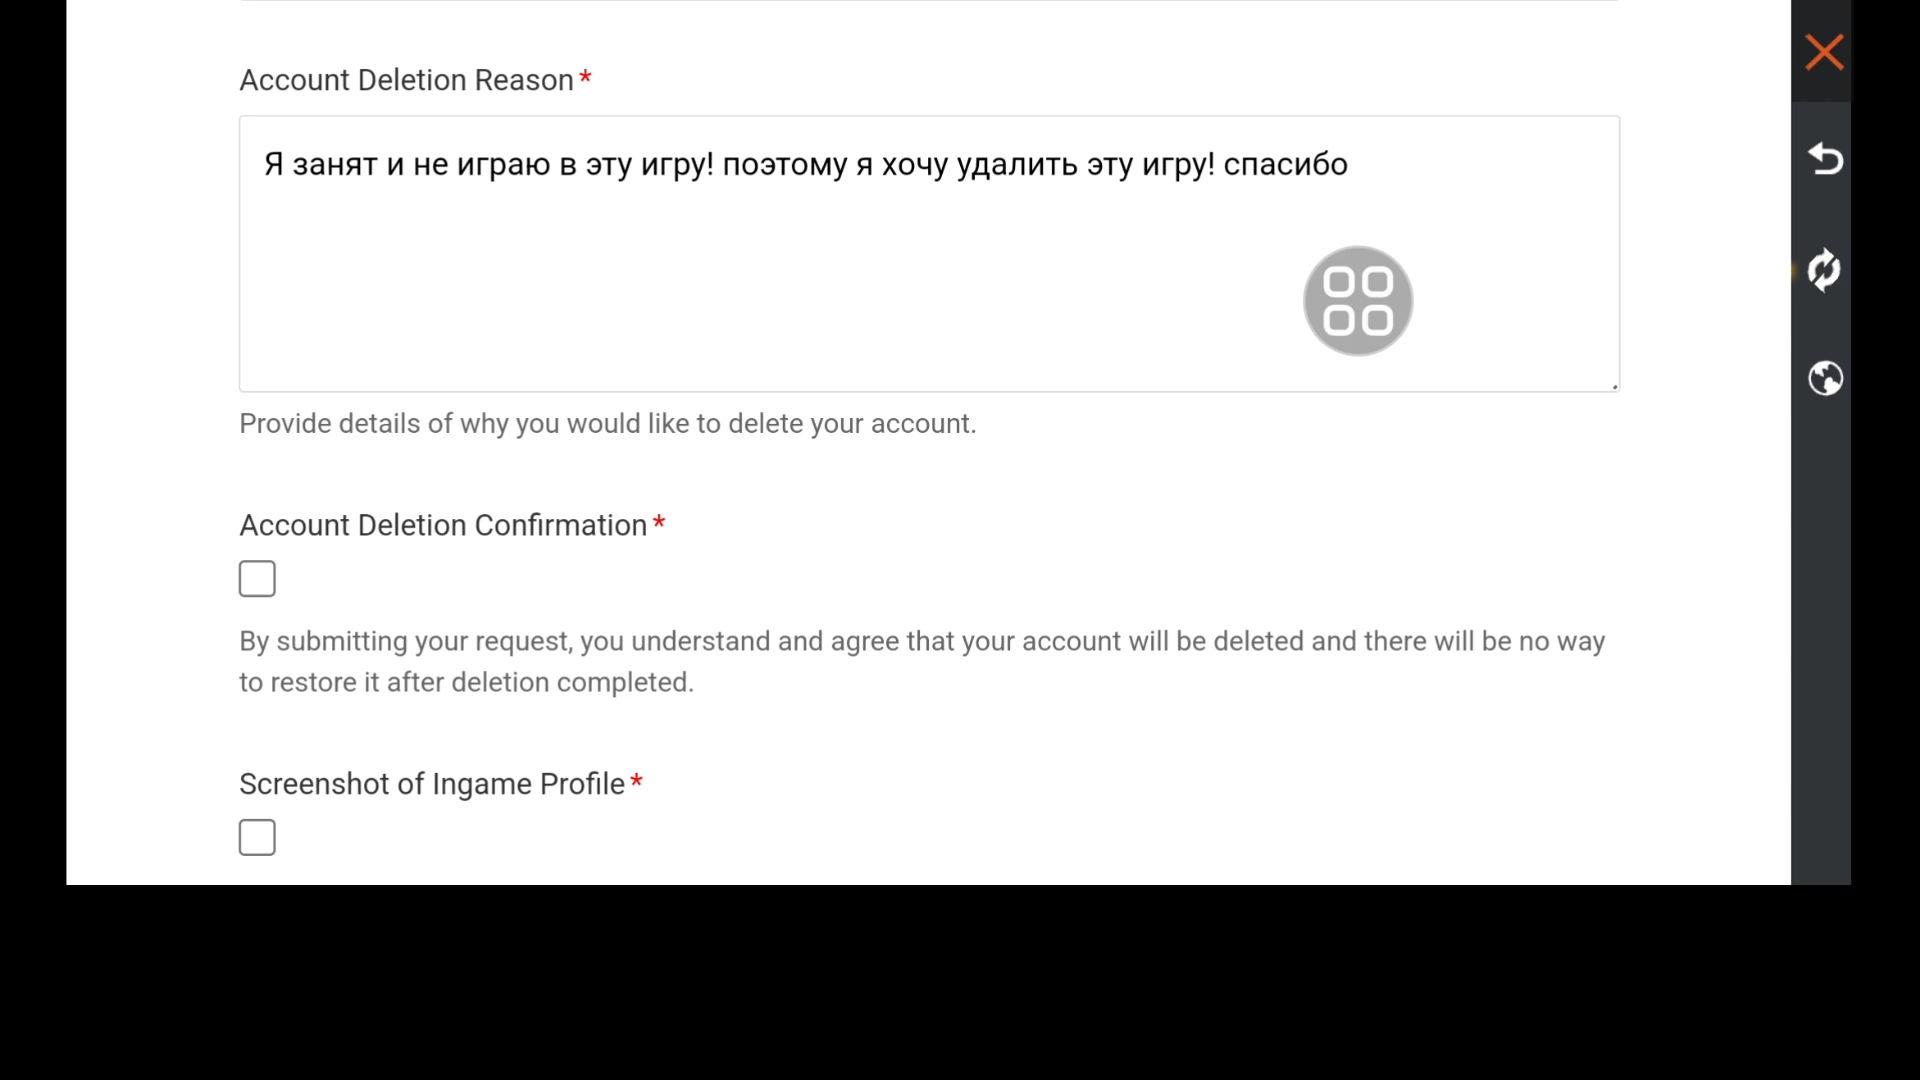 Account Deletion Reason *
Я занят и не играю в эту игру! поэтому я хочу удалить эту игру! спасибо
Provide details of why you would like to delete your account.
Account Deletion Confirmation *
By submitting your request, you understand and agree that your account will be deleted and there will be no way
to restore it after deletion completed.
Screenshot of Ingame Profile *